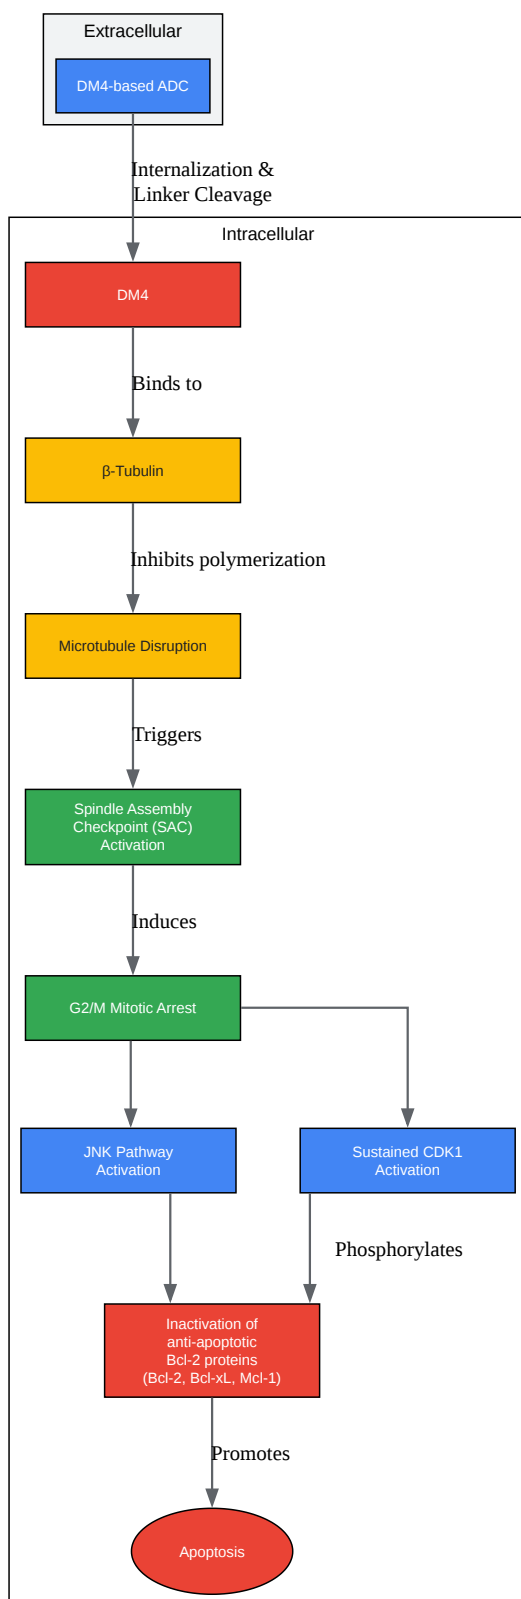 Extracellular
DM4-based ADC
Internalization &
Linker Cleavage
Intracellular
DM4
Binds to
β-Tubulin
Inhibits polymerization
Microtubule Disruption
Triggers
Spindle Assembly
Checkpoint (SAC)
Activation
Induces
G2/M Mitotic Arrest
JNK Pathway
Activation
Sustained CDK1
Activation
Phosphorylates
Inactivation of
anti-apoptotic
Bcl-2 proteins
(Bcl-2, Bcl-xL, Mcl-1)
Promotes
Apoptosis